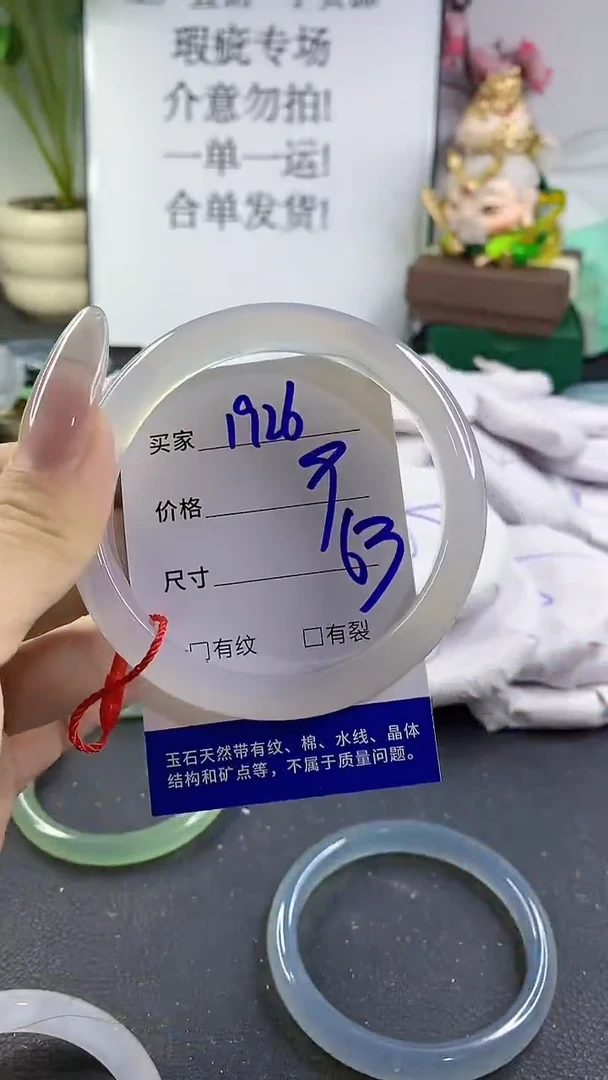 瑕疵专场
介意勿拍!
一单一运!
合单发货!
买家 1926
价格
尺寸 63
□有纹 □有裂
玉石天然带有纹、棉、水线、晶体
结构和矿点等，不属于质量问题。